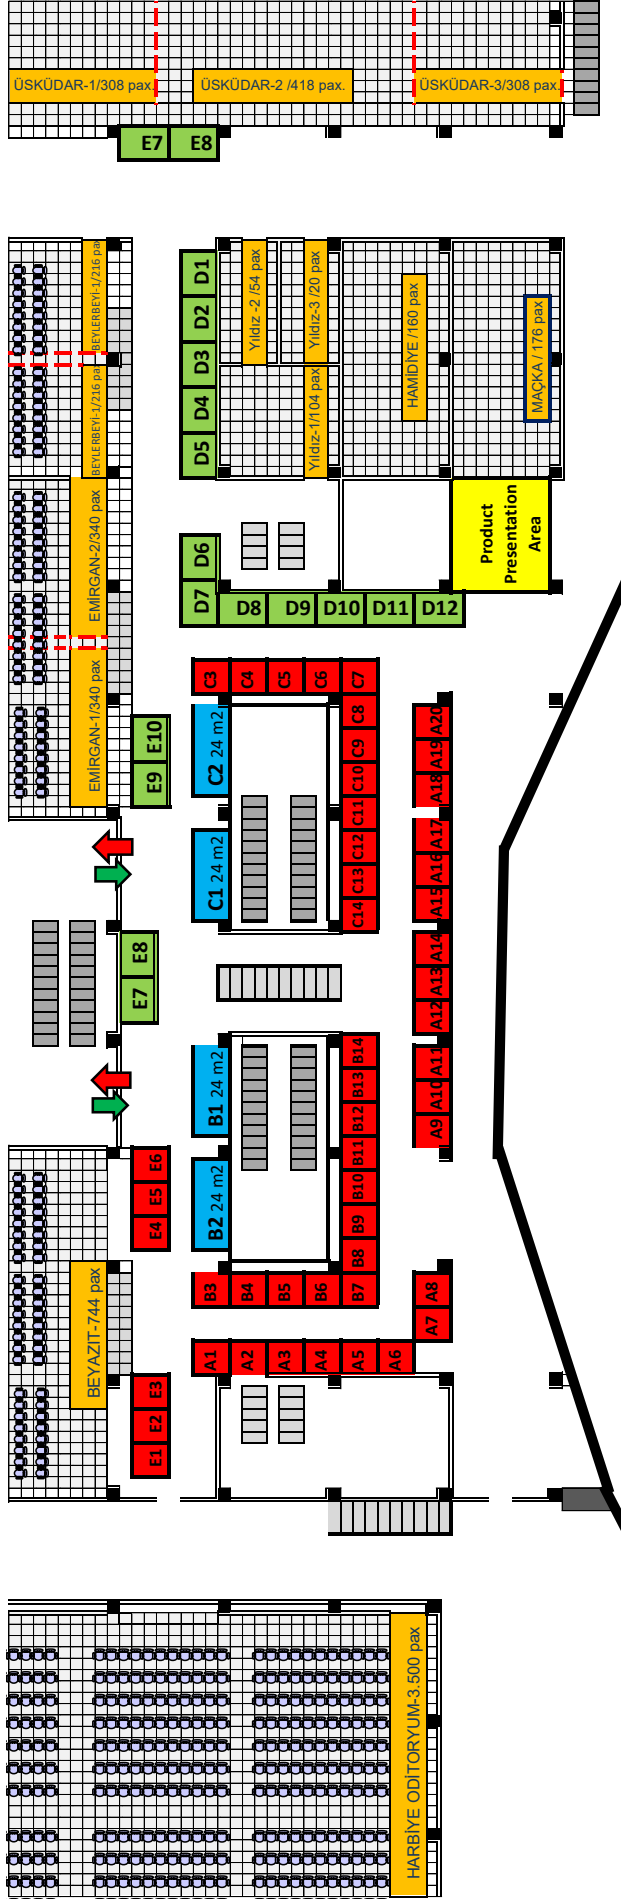 ÜSKÜDAR-1/308 pax.
ÜSKÜDAR-2 /418 pax.
ÜSKÜDAR-3/308 pax.
E7
E8
BEYLERBEYİ-1/216 pax
BEYLERBEYİ-1/216 pax
D1
D2
D3
D4
D5
Yıldız -2 /54 pax
Yıldız-3 /20 pax
Yıldız-1/104 pax
HAMİDİYE /160 pax
MAÇKA / 176 pax
EMİRGAN-2/340 pax
EMİRGAN-1/340 pax
D6
D7
D8
D9
D10
D11
D12
Product
Presentation
Area
C3
C4
C5
C6
C7
C2 24 m2
C1 24 m2
C8
C9
C10
C11
C12
C13
C14
E10
E9
A20
A19
A18
A17
A16
A15
A14
A13
A12
A11
A10
A9
E8
E7
B1 24 m2
B2 24 m2
B14
B13
B12
B11
B10
B9
B8
E6
E5
E4
B3
B4
B5
B6
B7
A8
A7
A1
A2
A3
A4
A5
A6
BEYAZIT-744 pax
E3
E2
E1
HARBİYE ODİTORYUM-3.500 pax